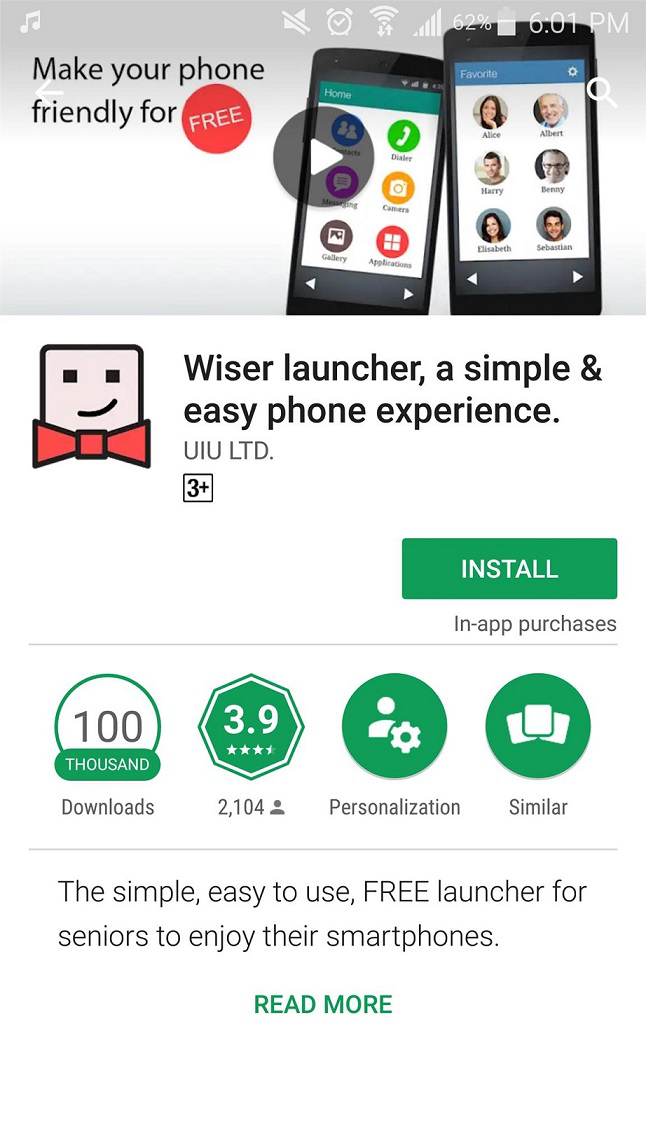 62% 6:01 PM
Make your phone
friendly for FREE
Home
Contacts
Dialer
Messaging
Camera
Gallery
Applications
Favorite
Alice
Albert
Harry
Benny
Elisabeth
Sebastian
Wiser launcher, a simple &
easy phone experience.
UIU LTD.
3+
INSTALL
In-app purchases
100
THOUSAND
Downloads
3.9
2,104
Personalization
Similar
The simple, easy to use, FREE launcher for
seniors to enjoy their smartphones.
READ MORE